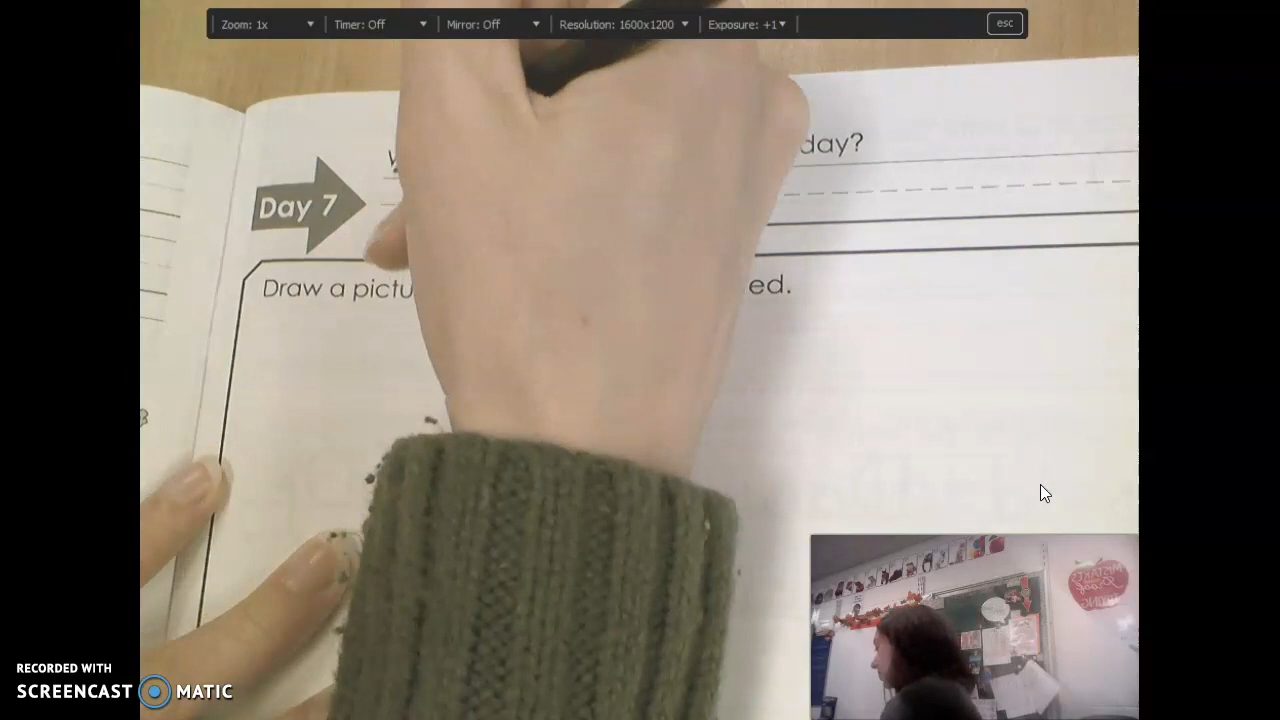 Zoom: 1x Timer: Off Mirror: Off Resolution: 1600x1200 Exposure: +1 esc
day?
Day 7
Draw a pictu ed.
RECORDED WITH
SCREENCAST MATIC